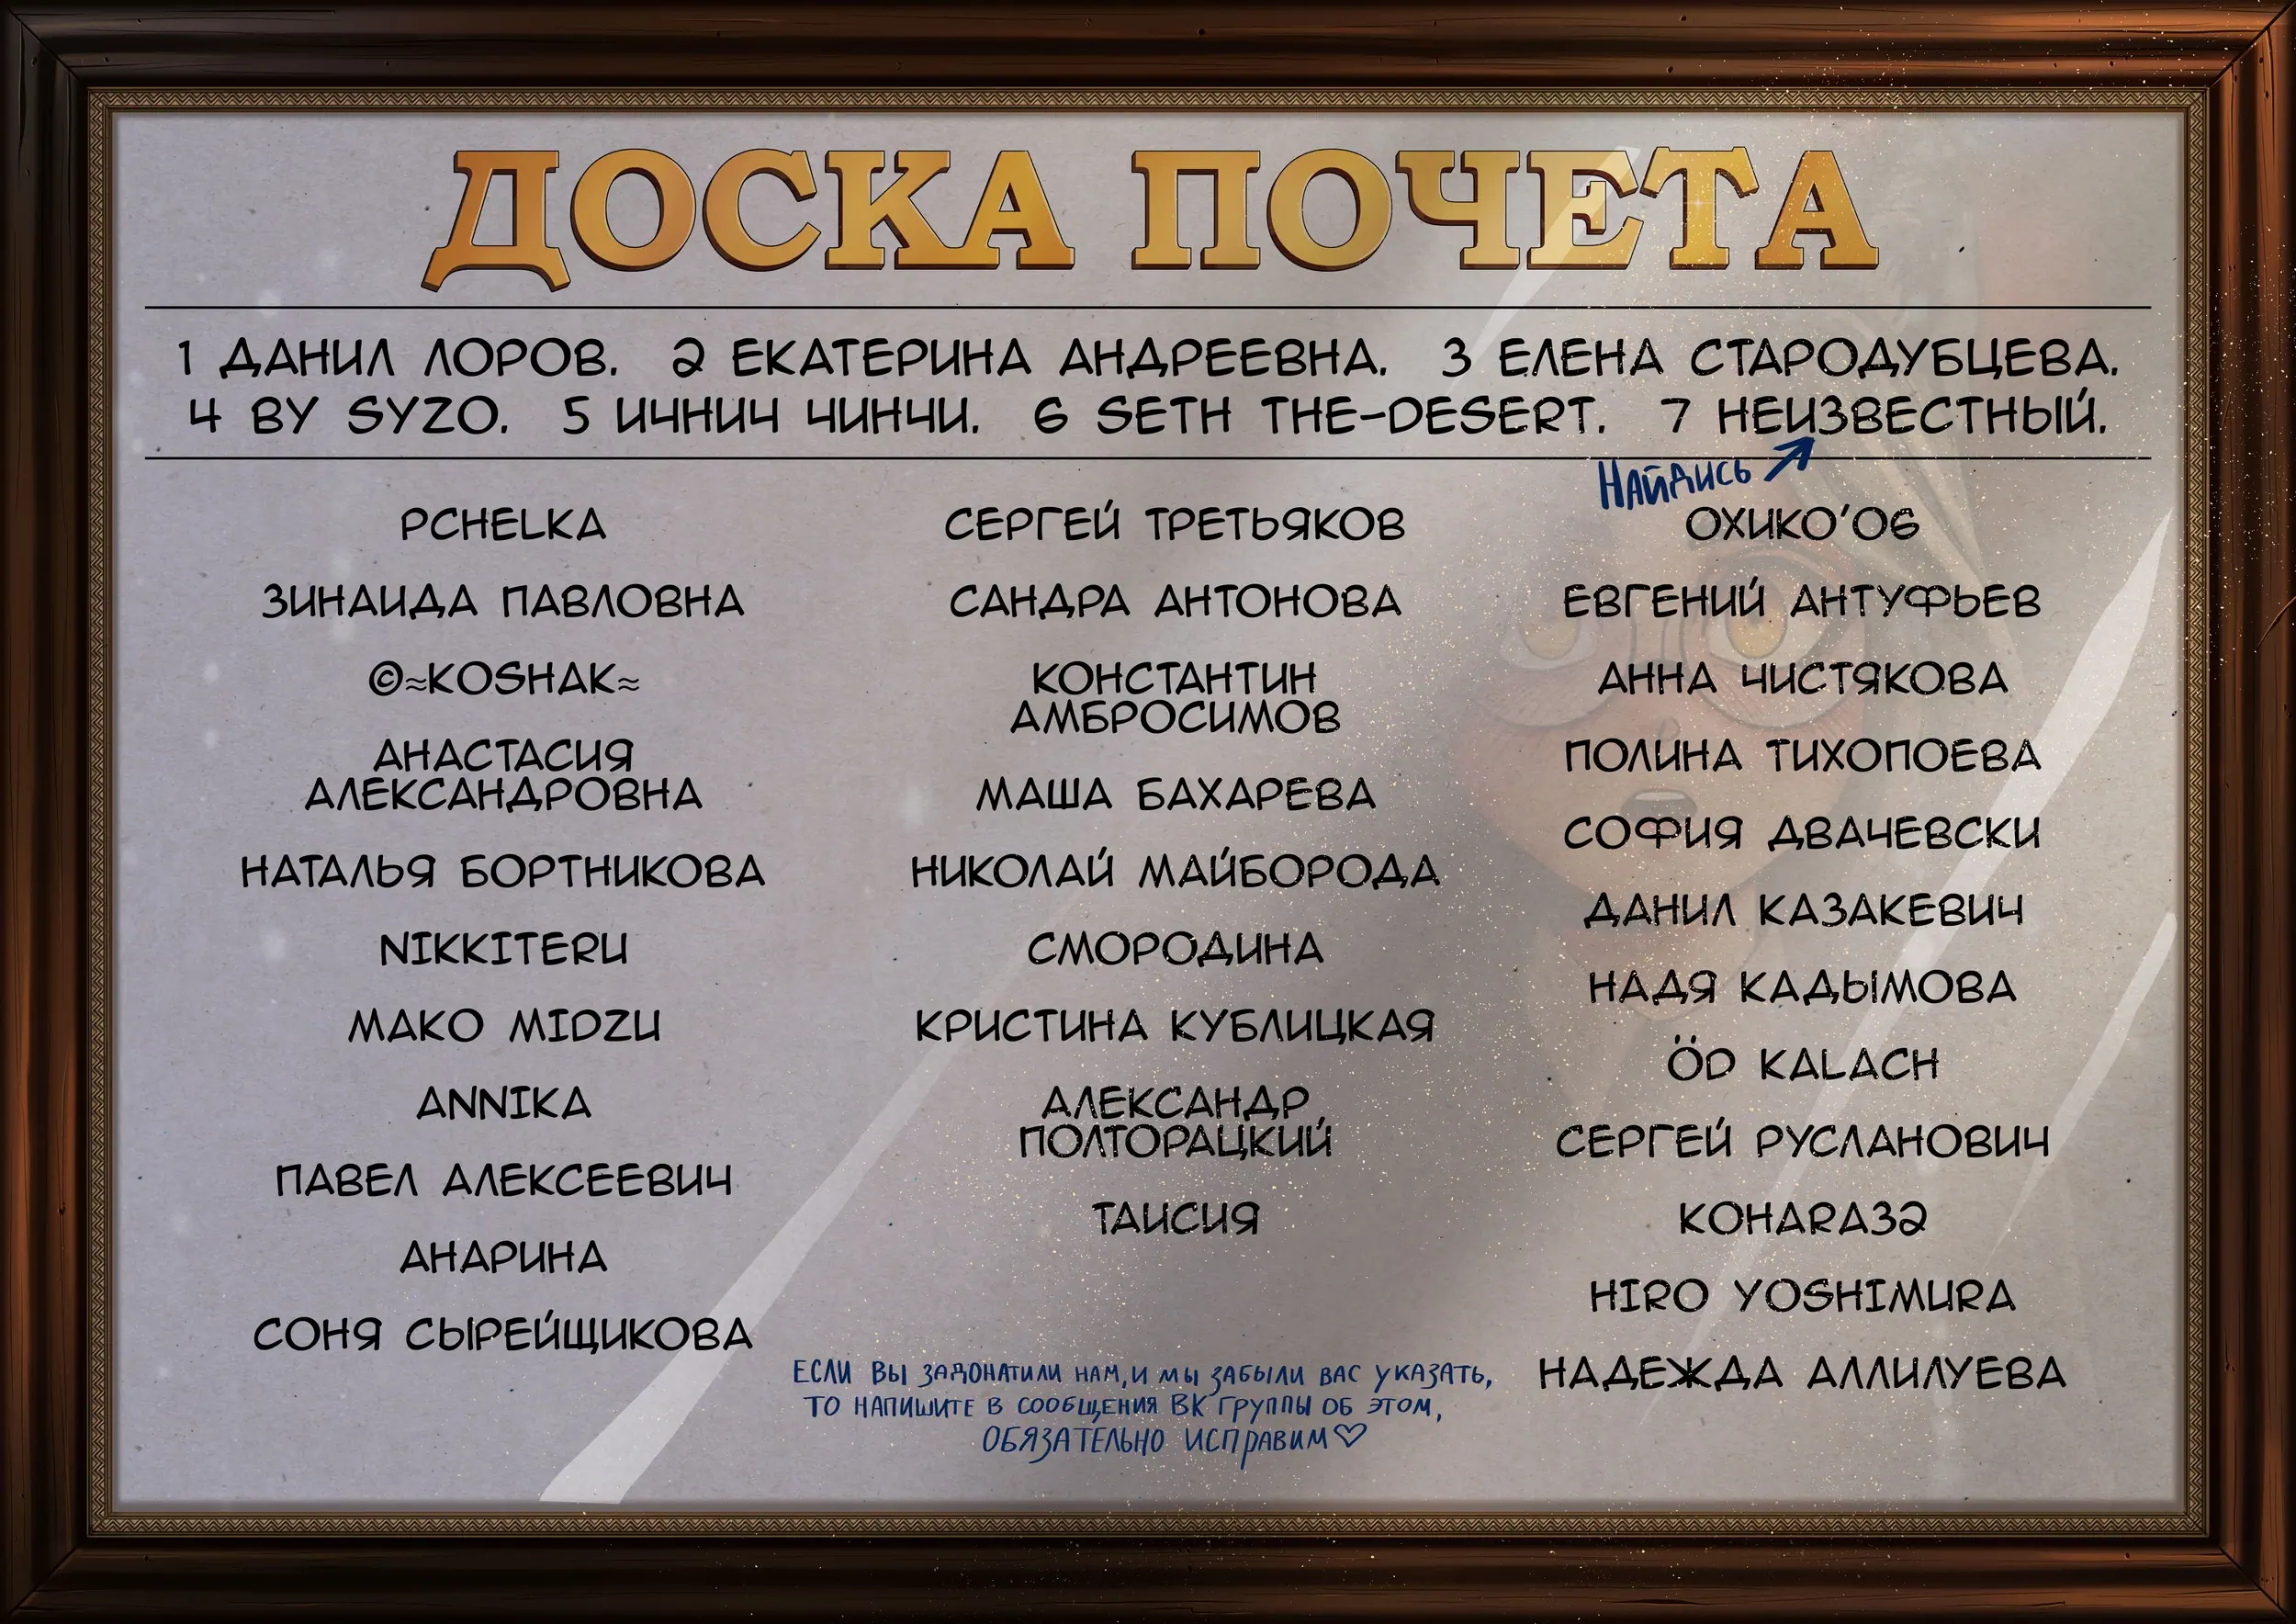 ДОСКА ПОЧЕТА
1 ДАНИЛ ЛОРОВ. 2 ЕКАТЕРИНА АНДРЕЕВНА. 3 ЕЛЕНА СТАРОДУБЦЕВА.
4 BY SYZO. 5 ИЧНИЧ ЧИНЧИ. 6 SETH THE-DESERT. 7 НЕИЗВЕСТНЫЙ.
НАЙДИСЬ
PCHELKA
ЗИНАИДА ПАВЛОВНА
©≈KOSHAK≈
АНАСТАСИЯ
АЛЕКСАНДРОВНА
НАТАЛЬЯ БОРТНИКОВА
NIKKITERU
MAKO MIDZU
ANNIKA
ПАВЕЛ АЛЕКСЕЕВИЧ
АНАРИНА
СОНЯ СЫРЕЙЩИКОВА
СЕРГЕЙ ТРЕТЬЯКОВ
САНДРА АНТОНОВА
КОНСТАНТИН
АМБРОСИМОВ
МАША БАХАРЕВА
НИКОЛАЙ МАЙБОРОДА
СМОРОДИНА
КРИСТИНА КУБЛИЦКАЯ
АЛЕКСАНДР
ПОЛТОРАЦКИЙ
ТАИСИЯ
ОХИКО'06
ЕВГЕНИЙ АНТУФЬЕВ
АННА ЧИСТЯКОВА
ПОЛИНА ТИХОПОЕВА
СОФИЯ ДВАЧЕВСКИ
ДАНИЛ КАЗАКЕВИЧ
НАДЯ КАДЫМОВА
ÖD KALACH
СЕРГЕЙ РУСЛАНОВИЧ
KOHARA32
HIRO YOSHIMURA
НАДЕЖДА АЛЛИЛУЕВА
ЕСЛИ ВЫ ЗАДОНАТИЛИ НАМ, И МЫ ЗАБЫЛИ ВАС УКАЗАТЬ,
ТО НАПИШИТЕ В СООБЩЕНИЯ ВК ГРУППЫ ОБ ЭТОМ,
ОБЯЗАТЕЛЬНО ИСПРАВИМ♡